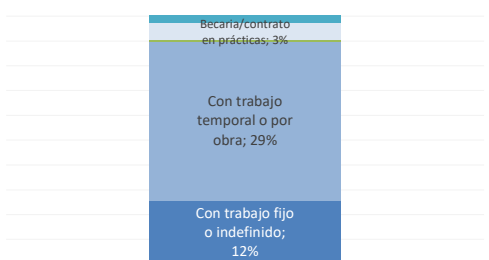 Becaria/contrato
en prácticas; 3%
Con trabajo
temporal o por
obra; 29%
Con trabajo fijo
o indefinido;
12%